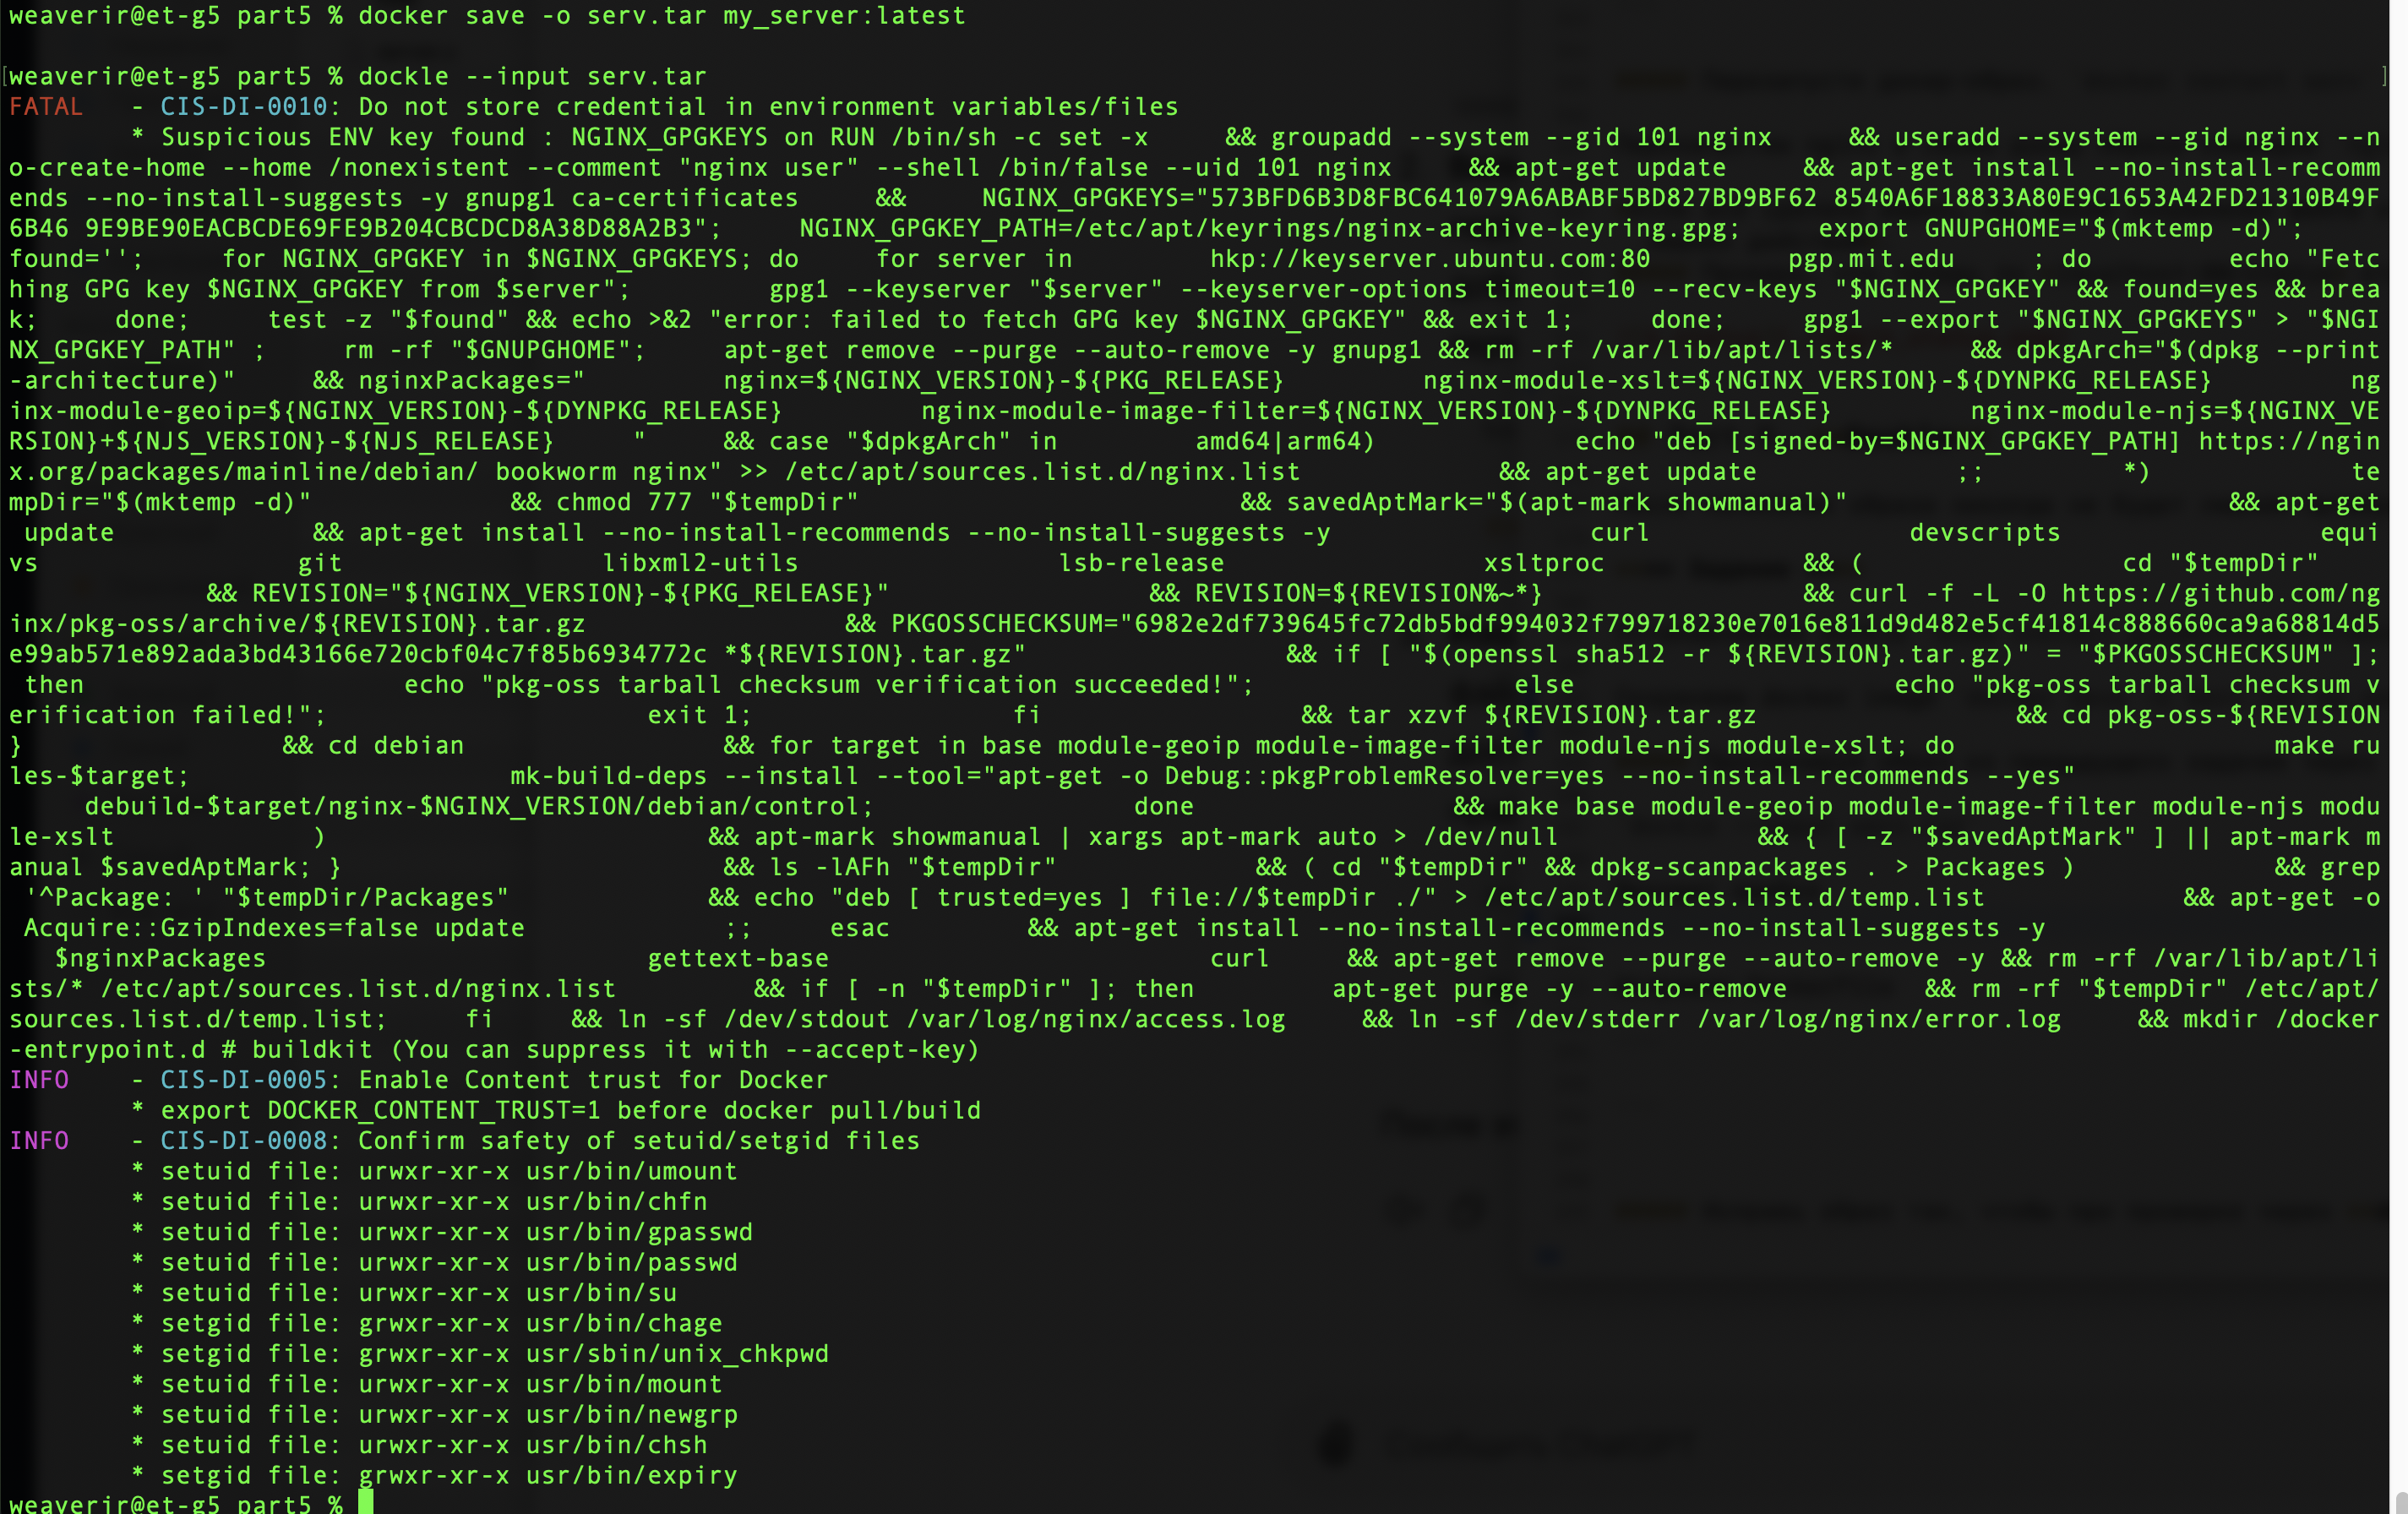 weaverir@et-g5 part5 % docker save -o serv.tar my_server:latest
[weaverir@et-g5 part5 % dockle --input serv.tar ]
FATAL   - CIS-DI-0010: Do not store credential in environment variables/files
        * Suspicious ENV key found : NGINX_GPGKEYS on RUN /bin/sh -c set -x     && groupadd --system --gid 101 nginx     && useradd --system --gid nginx --n
o-create-home --home /nonexistent --comment "nginx user" --shell /bin/false --uid 101 nginx     && apt-get update     && apt-get install --no-install-recomm
ends --no-install-suggests -y gnupg1 ca-certificates     &&     NGINX_GPGKEYS="573BFD6B3D8FBC641079A6ABABF5BD827BD9BF62 8540A6F18833A80E9C1653A42FD21310B49F
6B46 9E9BE90EACBCDE69FE9B204CBCDCD8A38D88A2B3";     NGINX_GPGKEY_PATH=/etc/apt/keyrings/nginx-archive-keyring.gpg;     export GNUPGHOME="$(mktemp -d)";
found='';     for NGINX_GPGKEY in $NGINX_GPGKEYS; do     for server in         hkp://keyserver.ubuntu.com:80         pgp.mit.edu     ; do         echo "Fetc
hing GPG key $NGINX_GPGKEY from $server";         gpg1 --keyserver "$server" --keyserver-options timeout=10 --recv-keys "$NGINX_GPGKEY" && found=yes && brea
k;     done;     test -z "$found" && echo >&2 "error: failed to fetch GPG key $NGINX_GPGKEY" && exit 1;     done;     gpg1 --export "$NGINX_GPGKEYS" > "$NGI
NX_GPGKEY_PATH" ;     rm -rf "$GNUPGHOME";     apt-get remove --purge --auto-remove -y gnupg1 && rm -rf /var/lib/apt/lists/*     && dpkgArch="$(dpkg --print
-architecture)"     && nginxPackages="         nginx=${NGINX_VERSION}-${PKG_RELEASE}         nginx-module-xslt=${NGINX_VERSION}-${DYNPKG_RELEASE}         ng
inx-module-geoip=${NGINX_VERSION}-${DYNPKG_RELEASE}         nginx-module-image-filter=${NGINX_VERSION}-${DYNPKG_RELEASE}         nginx-module-njs=${NGINX_VE
RSION}+${NJS_VERSION}-${NJS_RELEASE}     "     && case "$dpkgArch" in         amd64|arm64)             echo "deb [signed-by=$NGINX_GPGKEY_PATH] https://ngin
x.org/packages/mainline/debian/ bookworm nginx" >> /etc/apt/sources.list.d/nginx.list             && apt-get update             ;;         *)             te
mpDir="$(mktemp -d)"             && chmod 777 "$tempDir"                         && savedAptMark="$(apt-mark showmanual)"                         && apt-get
 update             && apt-get install --no-install-recommends --no-install-suggests -y                 curl                 devscripts                 equi
vs                 git                 libxml2-utils                 lsb-release                 xsltproc             && (                 cd "$tempDir"
             && REVISION="${NGINX_VERSION}-${PKG_RELEASE}"                 && REVISION=${REVISION%~*}                 && curl -f -L -O https://github.com/ng
inx/pkg-oss/archive/${REVISION}.tar.gz                 && PKGOSSCHECKSUM="6982e2df739645fc72db5bdf994032f799718230e7016e811d9d482e5cf41814c888660ca9a68814d5
e99ab571e892ada3bd43166e720cbf04c7f85b6934772c *${REVISION}.tar.gz"                 && if [ "$(openssl sha512 -r ${REVISION}.tar.gz)" = "$PKGOSSCHECKSUM" ];
 then                     echo "pkg-oss tarball checksum verification succeeded!";                 else                     echo "pkg-oss tarball checksum v
erification failed!";                     exit 1;                 fi                 && tar xzvf ${REVISION}.tar.gz                 && cd pkg-oss-${REVISION
}                 && cd debian                 && for target in base module-geoip module-image-filter module-njs module-xslt; do                     make ru
les-$target;                     mk-build-deps --install --tool="apt-get -o Debug::pkgProblemResolver=yes --no-install-recommends --yes"
     debuild-$target/nginx-$NGINX_VERSION/debian/control;                 done                 && make base module-geoip module-image-filter module-njs modu
le-xslt             )                         && apt-mark showmanual | xargs apt-mark auto > /dev/null             && { [ -z "$savedAptMark" ] || apt-mark m
anual $savedAptMark; }                         && ls -lAFh "$tempDir"             && ( cd "$tempDir" && dpkg-scanpackages . > Packages )             && grep
 '^Package: ' "$tempDir/Packages"             && echo "deb [ trusted=yes ] file://$tempDir ./" > /etc/apt/sources.list.d/temp.list             && apt-get -o
 Acquire::GzipIndexes=false update             ;;     esac         && apt-get install --no-install-recommends --no-install-suggests -y
   $nginxPackages                         gettext-base                         curl     && apt-get remove --purge --auto-remove -y && rm -rf /var/lib/apt/li
sts/* /etc/apt/sources.list.d/nginx.list         && if [ -n "$tempDir" ]; then         apt-get purge -y --auto-remove         && rm -rf "$tempDir" /etc/apt/
sources.list.d/temp.list;     fi     && ln -sf /dev/stdout /var/log/nginx/access.log     && ln -sf /dev/stderr /var/log/nginx/error.log     && mkdir /docker
-entrypoint.d # buildkit (You can suppress it with --accept-key)
INFO    - CIS-DI-0005: Enable Content trust for Docker
        * export DOCKER_CONTENT_TRUST=1 before docker pull/build
INFO    - CIS-DI-0008: Confirm safety of setuid/setgid files
        * setuid file: urwxr-xr-x usr/bin/umount
        * setuid file: urwxr-xr-x usr/bin/chfn
        * setuid file: urwxr-xr-x usr/bin/gpasswd
        * setuid file: urwxr-xr-x usr/bin/passwd
        * setuid file: urwxr-xr-x usr/bin/su
        * setgid file: grwxr-xr-x usr/bin/chage
        * setgid file: grwxr-xr-x usr/sbin/unix_chkpwd
        * setuid file: urwxr-xr-x usr/bin/mount
        * setuid file: urwxr-xr-x usr/bin/newgrp
        * setuid file: urwxr-xr-x usr/bin/chsh
        * setgid file: grwxr-xr-x usr/bin/expiry
weaverir@et-g5 part5 %